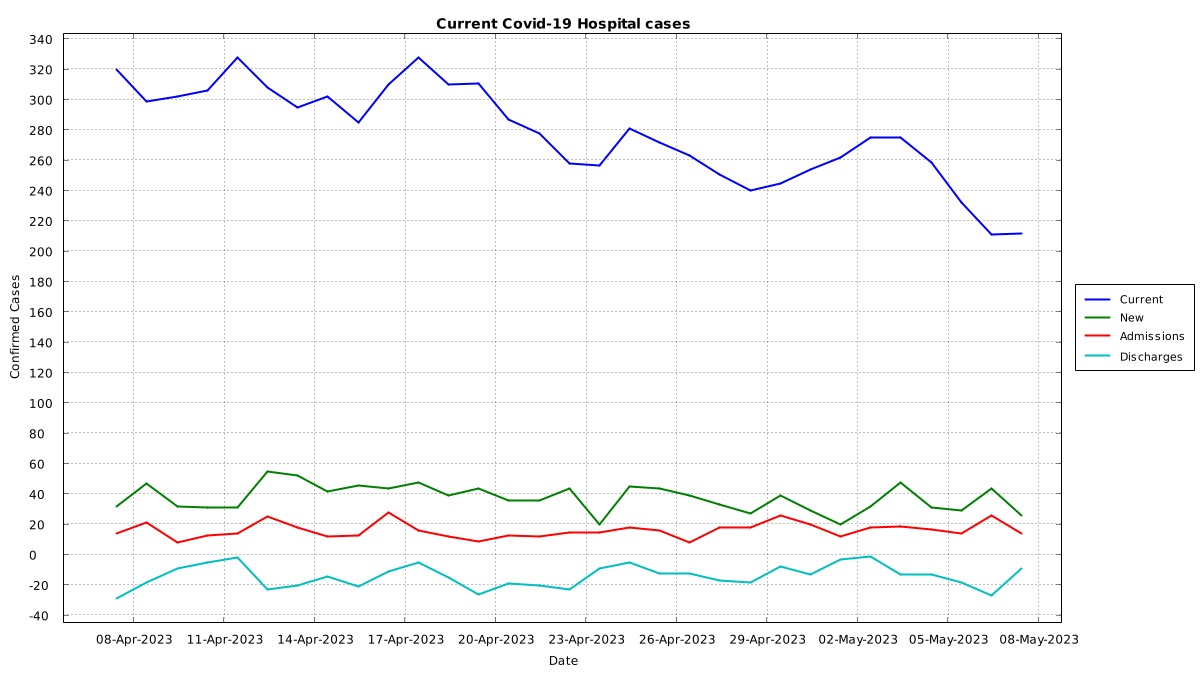 Current Covid-19 Hospital cases
Confirmed Cases
340
320
300
280
260
240
220
200
180
160
140
120
100
80
60
40
20
0
-20
-40
08-Apr-2023 11-Apr-2023 14-Apr-2023 17-Apr-2023 20-Apr-2023 23-Apr-2023 26-Apr-2023 29-Apr-2023 02-May-2023 05-May-2023 08-May-2023
Date
Current
New
Admissions
Discharges